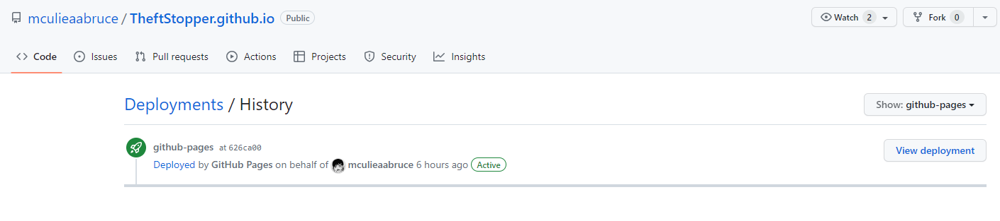 mculieaabruce / TheftStopper.github.io Public
Watch 2
Fork 0
Code Issues Pull requests Actions Projects Security Insights
Deployments / History
Show: github-pages
github-pages at 626ca00
View deployment
Deployed by GitHub Pages on behalf of mculieaabruce 6 hours ago Active